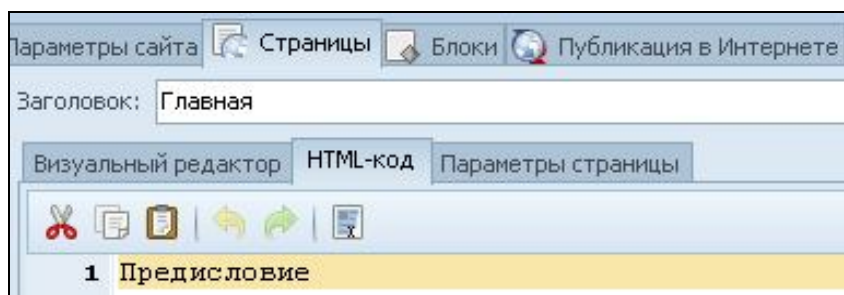 Параметры сайта Страницы Блоки Публикация в Интернете
Заголовок: Главная
Визуальный редактор HTML-код Параметры страницы
1 Предисловие